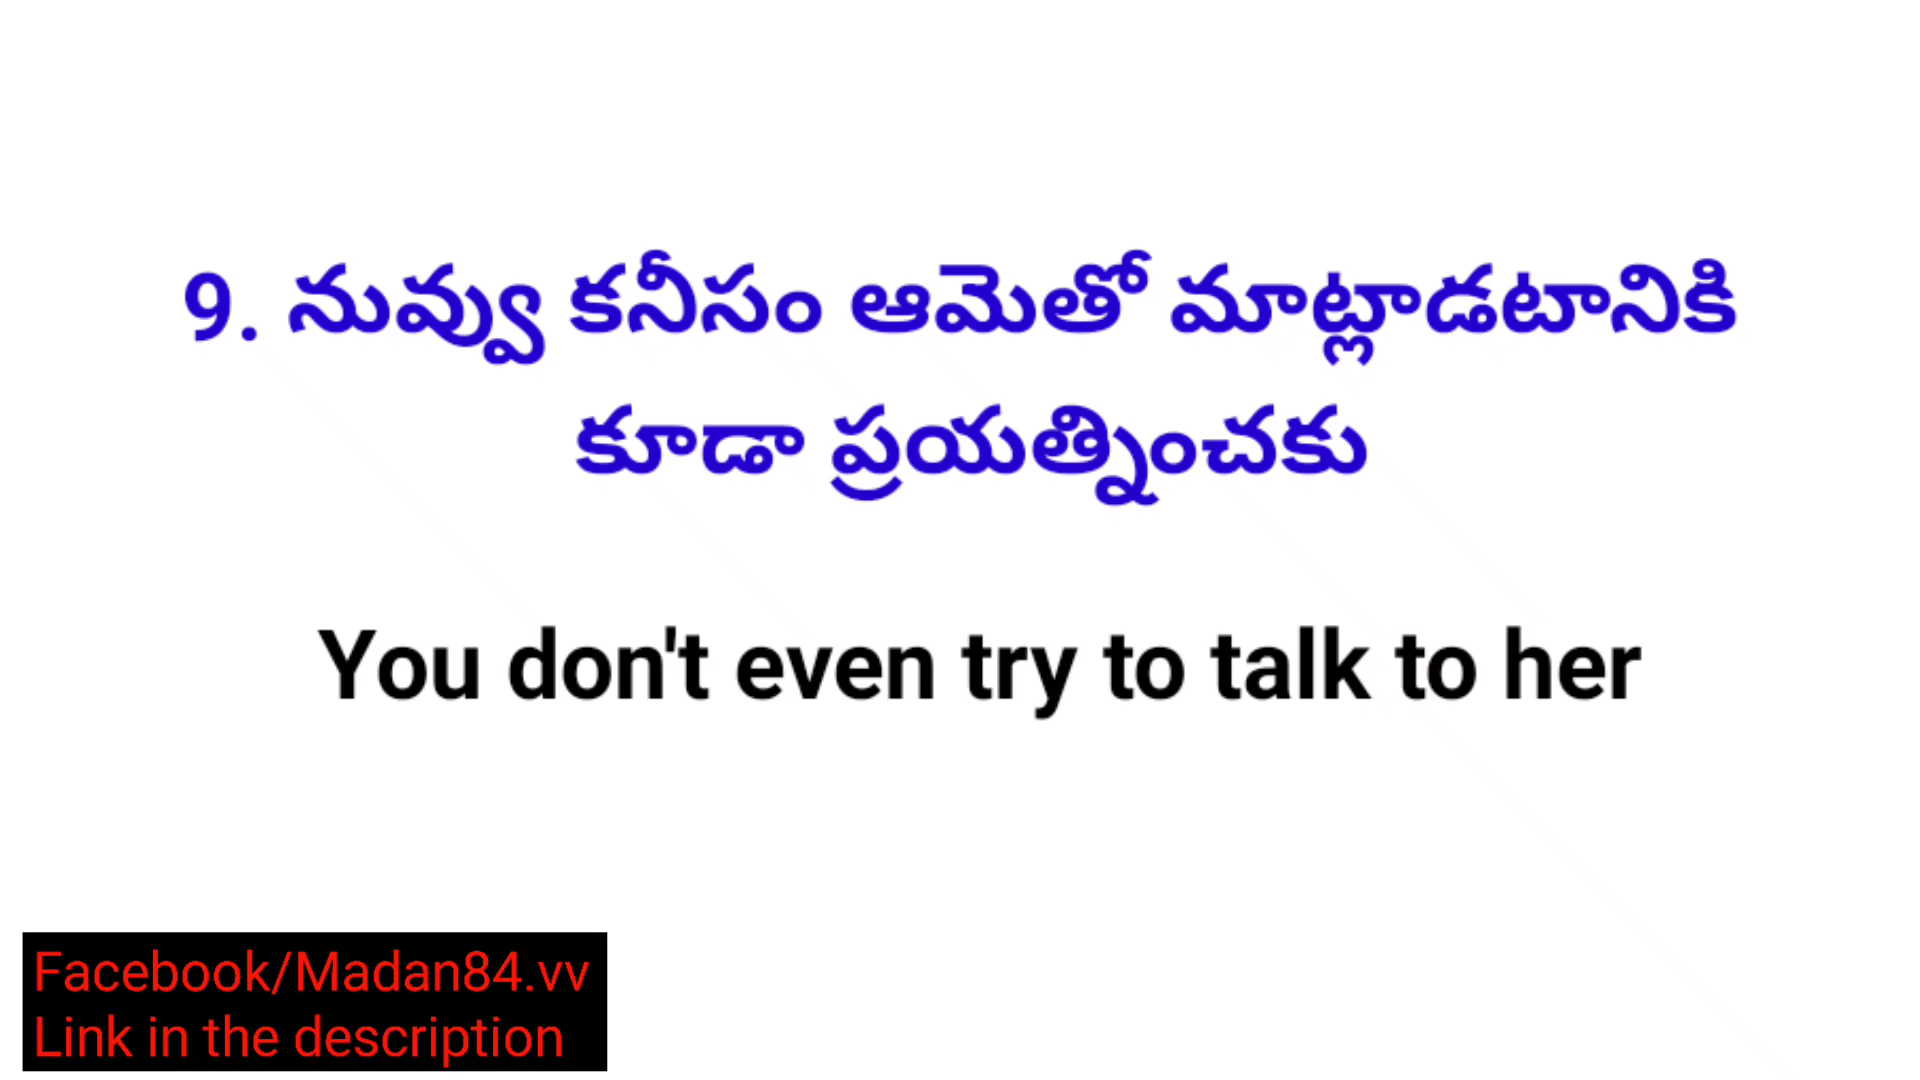 9. నువ్వు కనీసం ఆమెతో మాట్లాడటానికి
కూడా ప్రయత్నించకు
You don't even try to talk to her
Facebook/Madan84.vv
Link in the description